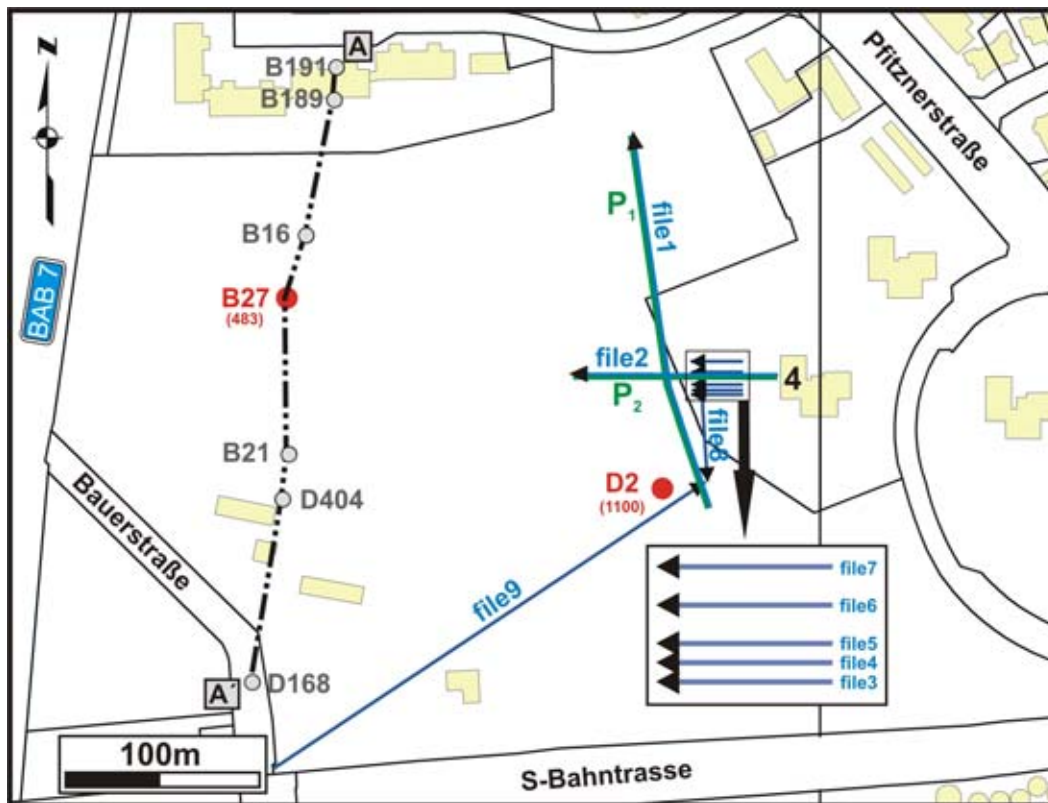 A
B191
B189
Pfitznerstraße
z
P1
file1
B16
BAB 7
B27
(483)
file2
4
P2
file8
B21
D2
(1100)
D404
Bauerstraße
file7
file9
file6
file5
file4
file3
D168
A´
100m
S-Bahntrasse